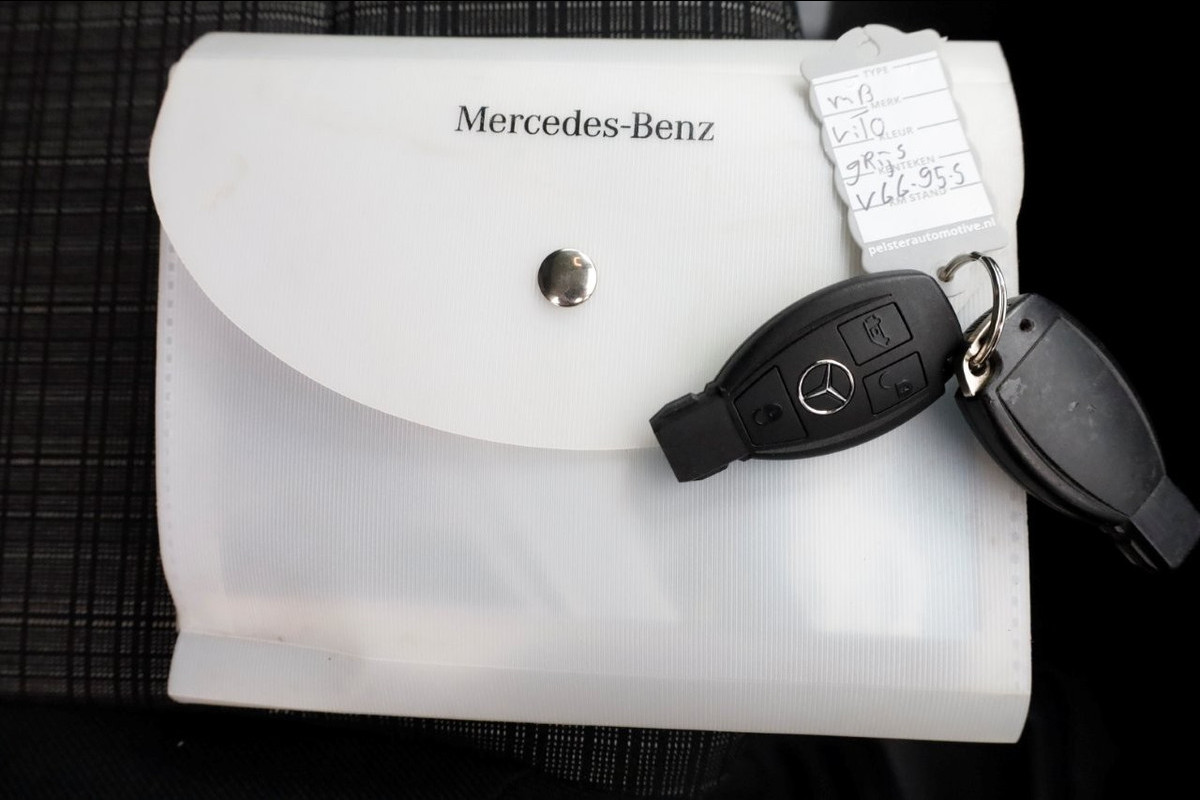 Mercedes-Benz
TYPE
MB
MERK
ViTO
KLEUR
gRijs
KENTEKEN
V66-95-S
KM STAND
pelsterautomotive.nl